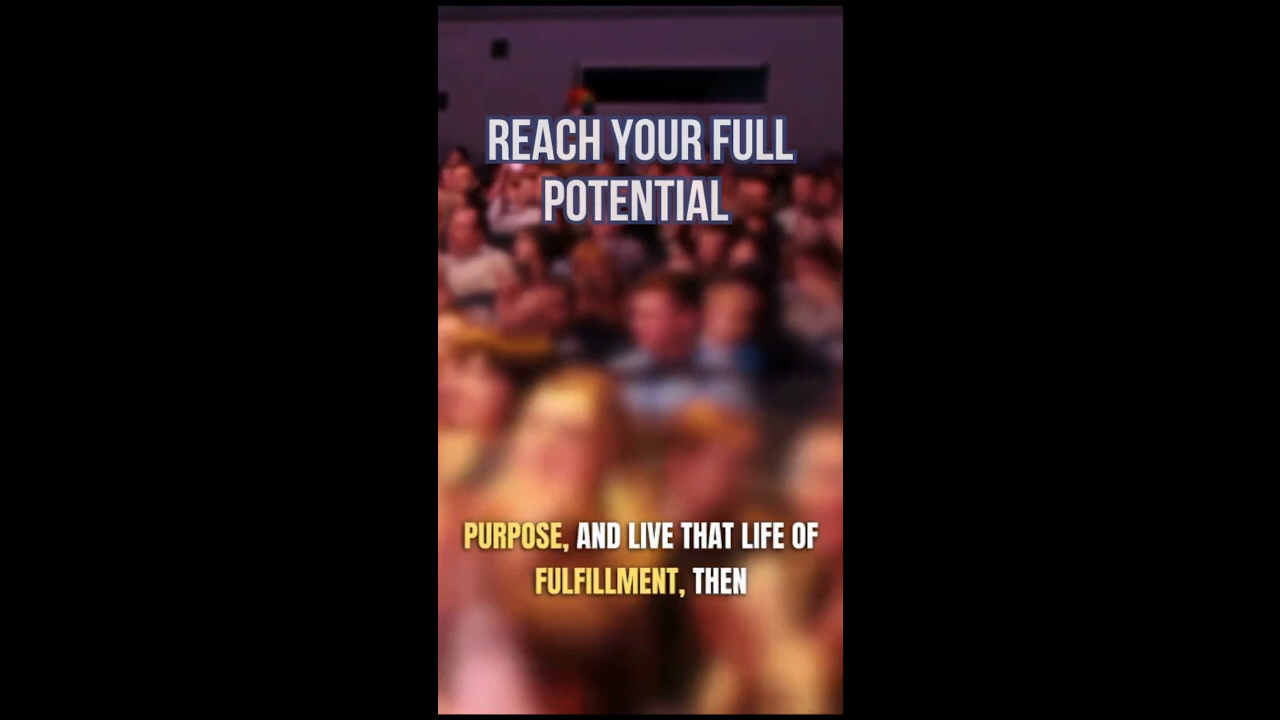 REACH YOUR FULL
POTENTIAL
PURPOSE, AND LIVE THAT LIFE OF
FULFILLMENT, THEN